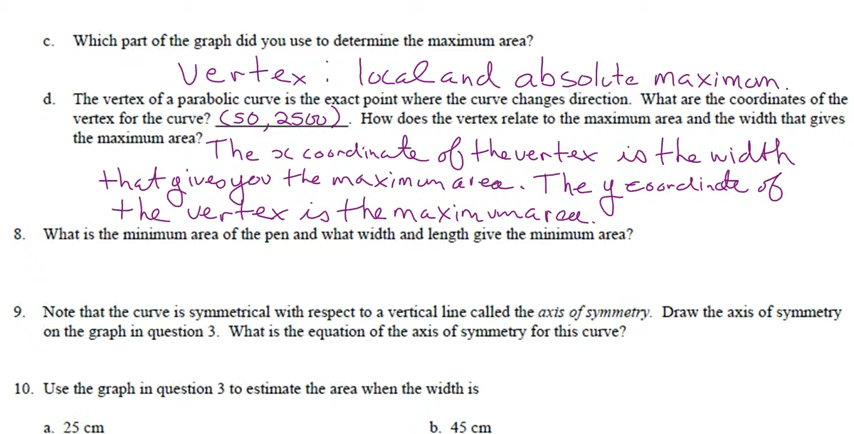 c. Which part of the graph did you use to determine the maximum area?
Vertex: local and absolute maximum.
d. The vertex of a parabolic curve is the exact point where the curve changes direction. What are the coordinates of the
vertex for the curve? (50, 2500). How does the vertex relate to the maximum area and the width that gives
the maximum area? The x coordinate of the vertex is the width
that gives you the maximum area. The y coordinate of
the vertex is the maximum area.
8. What is the minimum area of the pen and what width and length give the minimum area?
9. Note that the curve is symmetrical with respect to a vertical line called the axis of symmetry. Draw the axis of symmetry
on the graph in question 3. What is the equation of the axis of symmetry for this curve?
10. Use the graph in question 3 to estimate the area when the width is
a. 25 cm b. 45 cm